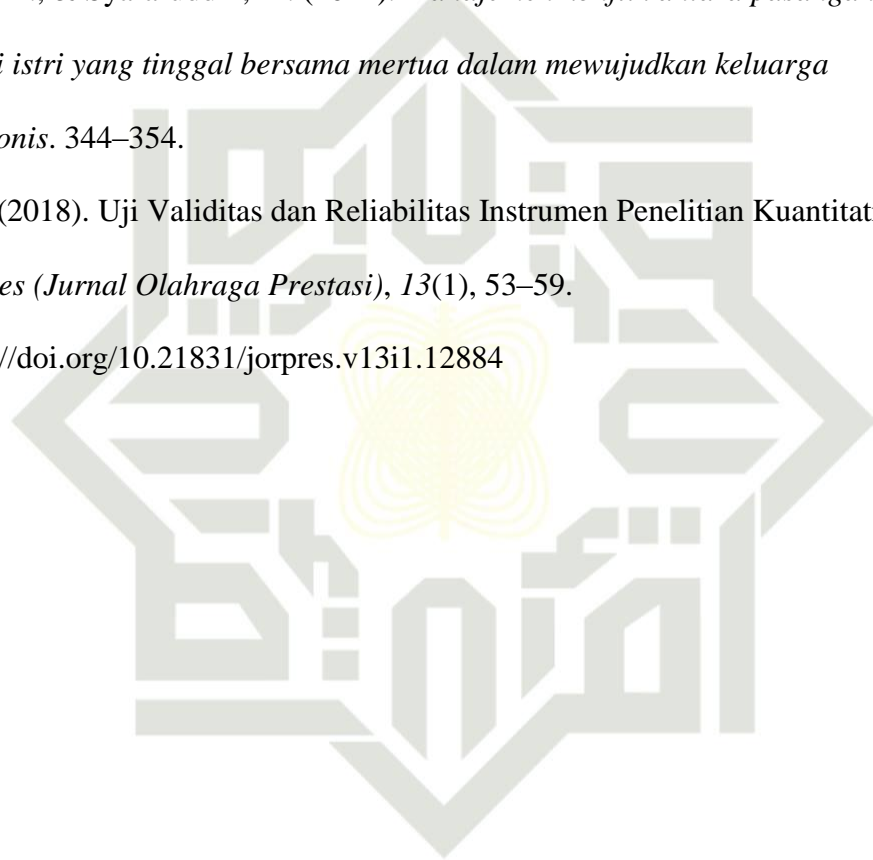 istri yang tinggal bersama mertua dalam mewujudkan keluarga
onis. 344–354.
(2018). Uji Validitas dan Reliabilitas Instrumen Penelitian Kuantitat
es (Jurnal Olahraga Prestasi), 13(1), 53–59.
//doi.org/10.21831/jorpres.v13i1.12884